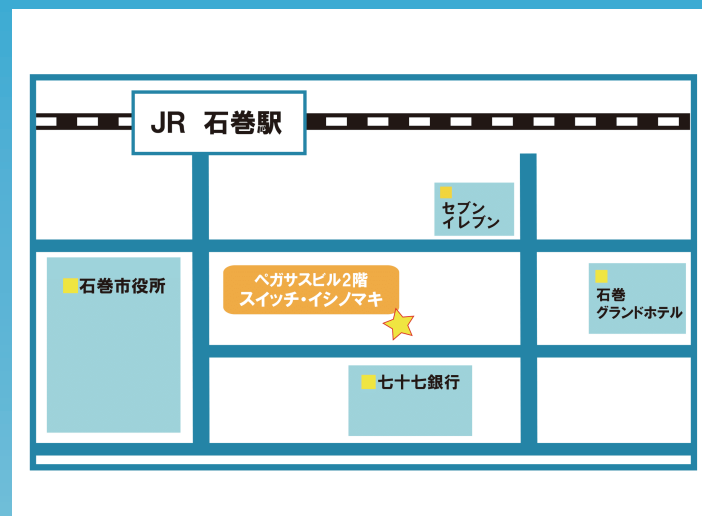 JR 石巻駅
セブン
イレブン
石巻市役所
ペガサスビル2階
スイッチ・イシノマキ
石巻
グランドホテル
七十七銀行